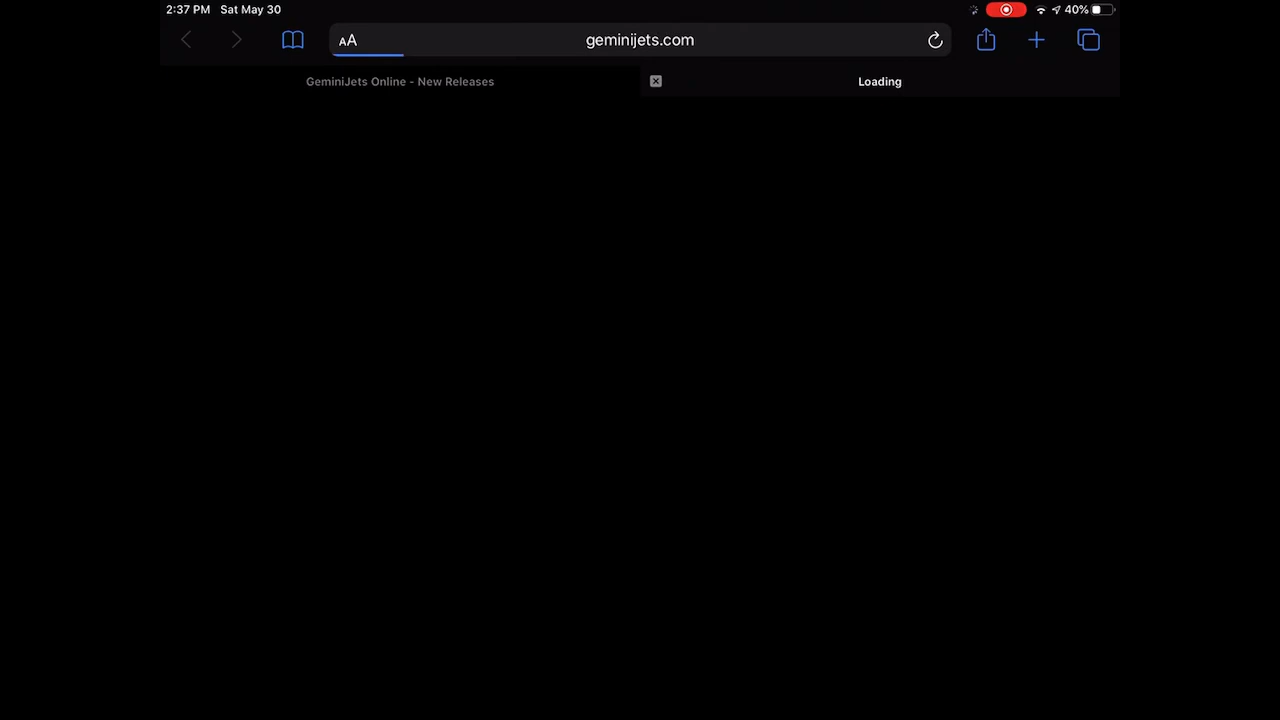 2:37 PM Sat May 30 40%
AA geminijets.com
GeminiJets Online - New Releases Loading